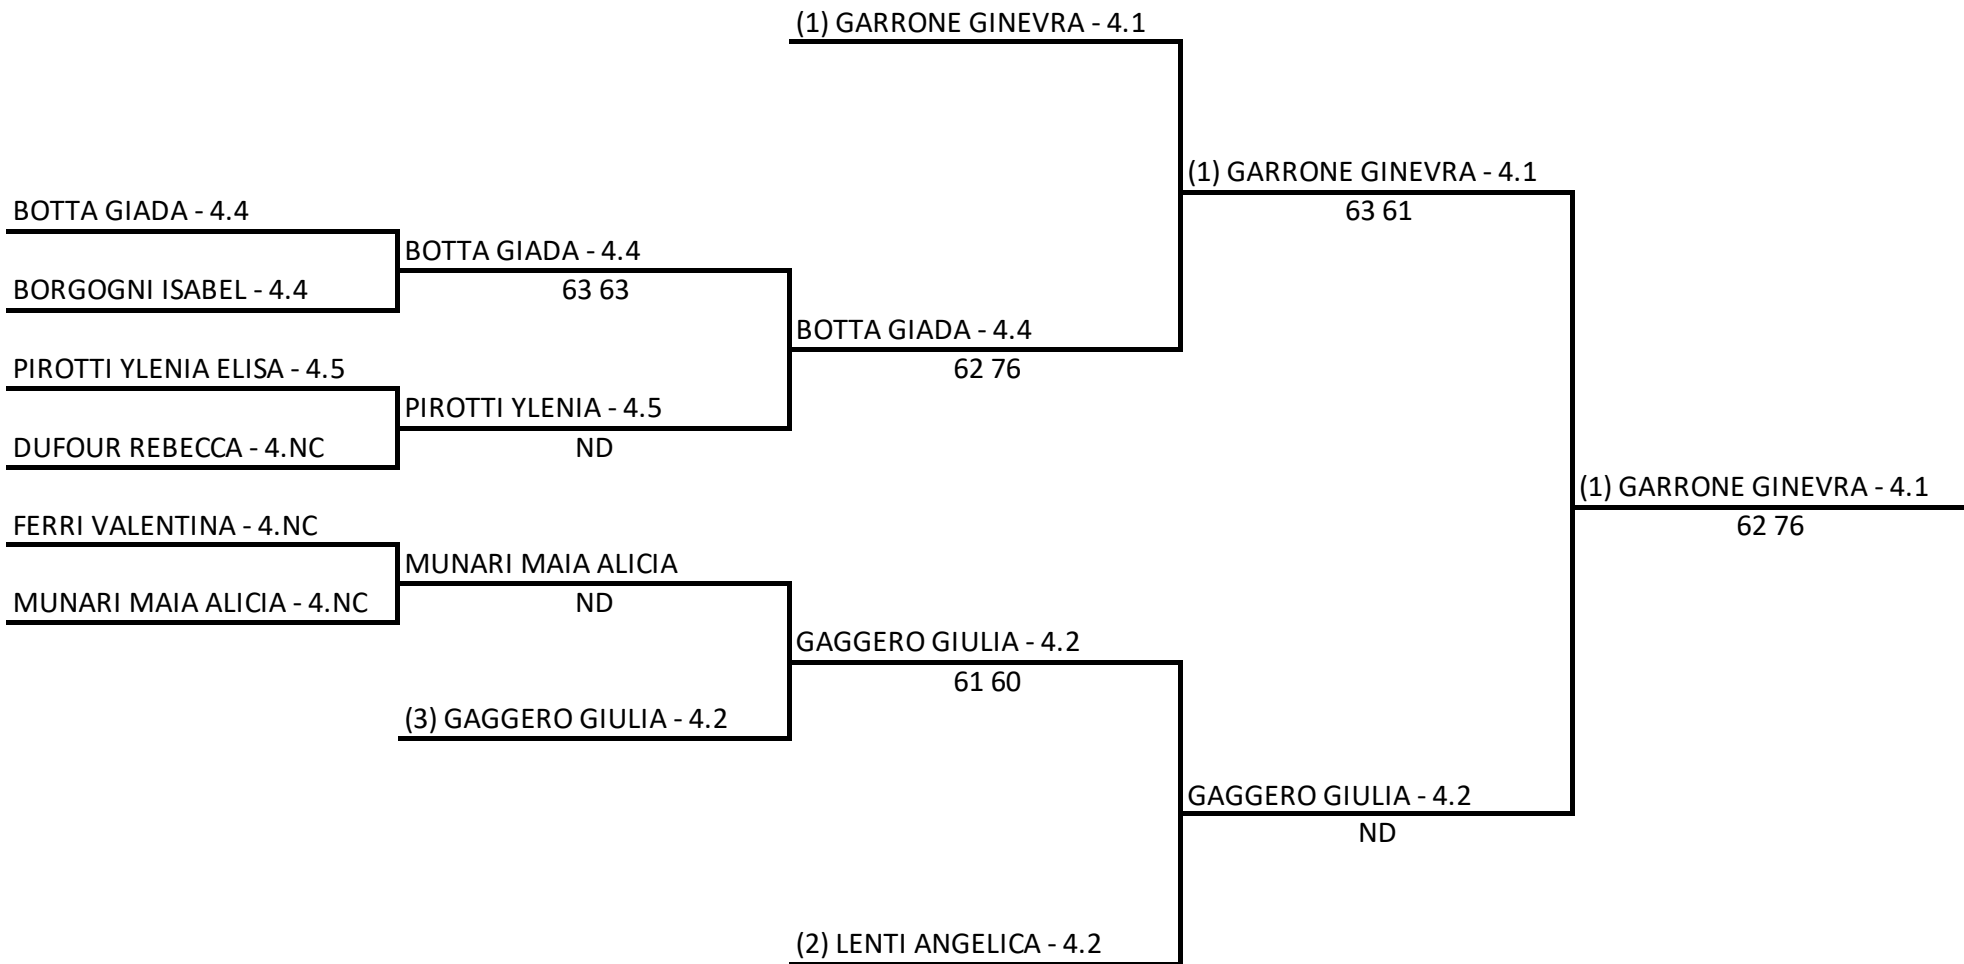 (1) GARRONE GINEVRA - 4.1
(1) GARRONE GINEVRA - 4.1
63 61
BOTTA GIADA - 4.4
BOTTA GIADA - 4.4
63 63
BORGOGNI ISABEL - 4.4
BOTTA GIADA - 4.4
62 76
PIROTTI YLENIA ELISA - 4.5
PIROTTI YLENIA - 4.5
ND
DUFOUR REBECCA - 4.NC
(1) GARRONE GINEVRA - 4.1
62 76
FERRI VALENTINA - 4.NC
MUNARI MAIA ALICIA
ND
MUNARI MAIA ALICIA - 4.NC
GAGGERO GIULIA - 4.2
61 60
(3) GAGGERO GIULIA - 4.2
GAGGERO GIULIA - 4.2
ND
(2) LENTI ANGELICA - 4.2